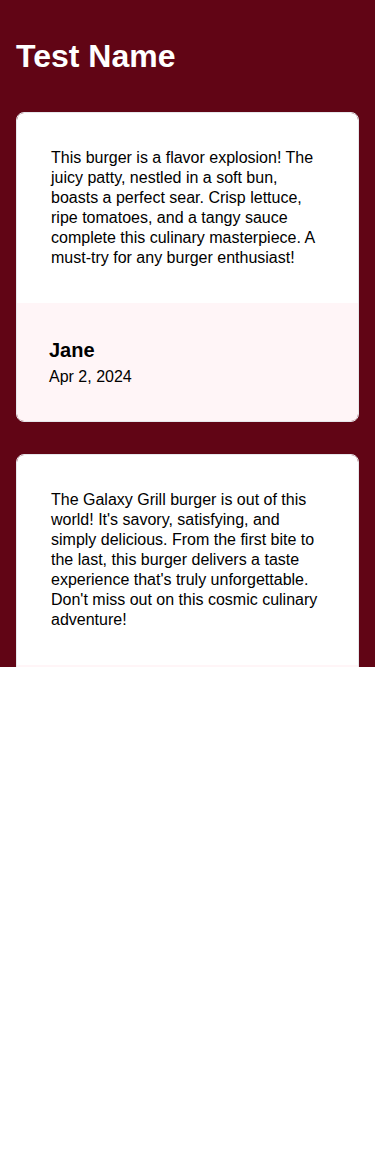 Test Name
This burger is a flavor explosion! The
juicy patty, nestled in a soft bun,
boasts a perfect sear. Crisp lettuce,
ripe tomatoes, and a tangy sauce
complete this culinary masterpiece. A
must-try for any burger enthusiast!
Jane
Apr 2, 2024
The Galaxy Grill burger is out of this
world! It's savory, satisfying, and
simply delicious. From the first bite to
the last, this burger delivers a taste
experience that's truly unforgettable.
Don't miss out on this cosmic culinary
adventure!